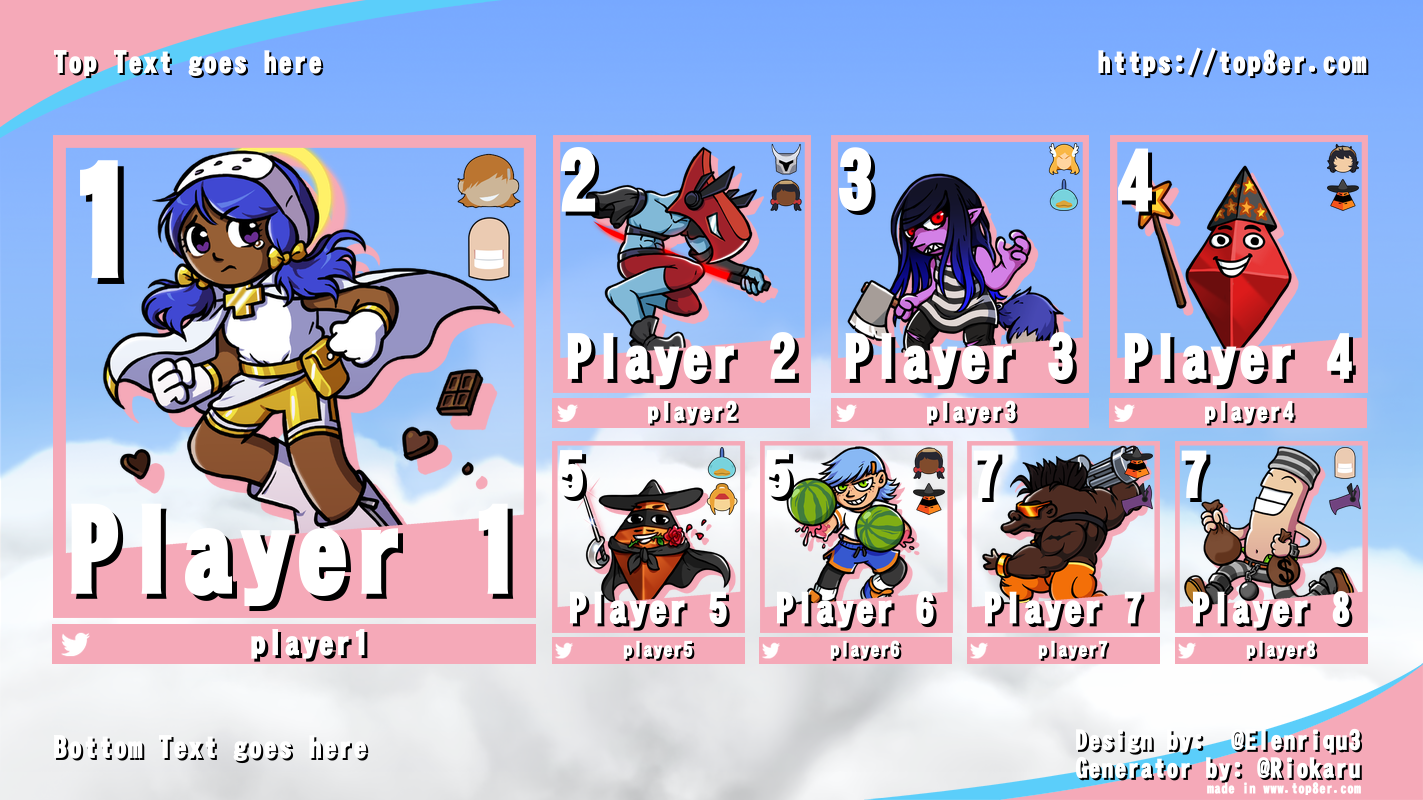 Top Text goes here
https://top8er.com
1
Player 1
player1
2
Player 2
player2
3
Player 3
player3
4
Player 4
player4
5
Player 5
player5
5
Player 6
player6
7
Player 7
player7
7
$
Player 8
player8
Bottom Text goes here
Design by: @Elenriqu3
Generator by: @Riokaru
made in www.top8er.com